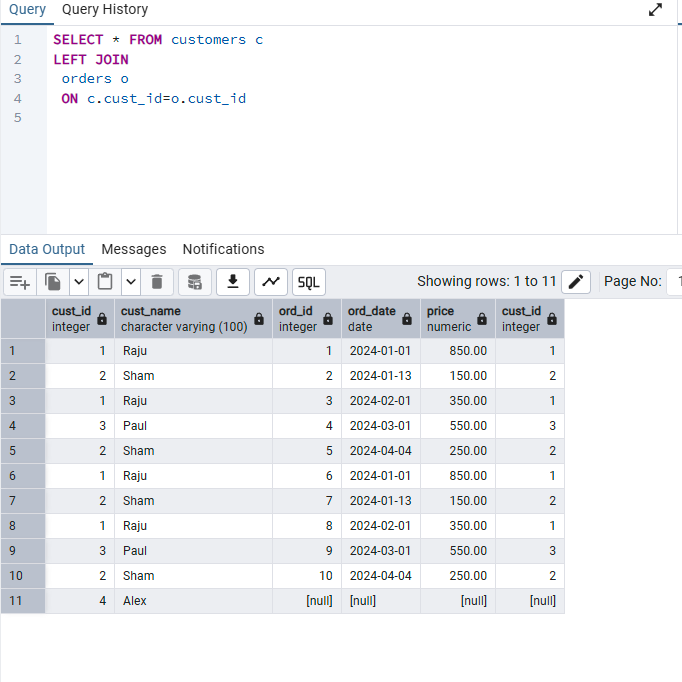 Query Query History
1 SELECT * FROM customers c
2 LEFT JOIN
3 orders o
4 ON c.cust_id=o.cust_id
5
Data Output Messages Notifications
SQL Showing rows: 1 to 11 Page No: 1
cust_id integer cust_name character varying (100) ord_id integer ord_date date price numeric cust_id integer
1 1 Raju 1 2024-01-01 850.00 1
2 2 Sham 2 2024-01-13 150.00 2
3 1 Raju 3 2024-02-01 350.00 1
4 3 Paul 4 2024-03-01 550.00 3
5 2 Sham 5 2024-04-04 250.00 2
6 1 Raju 6 2024-01-01 850.00 1
7 2 Sham 7 2024-01-13 150.00 2
8 1 Raju 8 2024-02-01 350.00 1
9 3 Paul 9 2024-03-01 550.00 3
10 2 Sham 10 2024-04-04 250.00 2
11 4 Alex [null] [null] [null] [null]